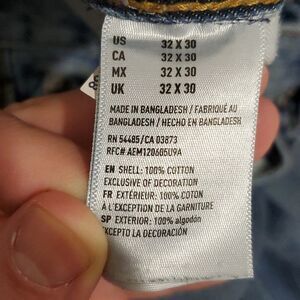 US 32 X 30
CA 32 X 30
MX 32 X 30
UK 32 X 30
MADE IN BANGLADESH / FABRIQUÉ AU
BANGLADESH / HECHO EN BANGLADESH
RN 54485/CA 03873
RFC# AEM120605U9A
EN SHELL: 100% COTTON
EXCLUSIVE OF DECORATION
FR EXTÉRIEUR: 100% COTON
À L'EXCEPTION DE LA GARNITURE
SP EXTERIOR: 100% algodón
EXCEPTO LA DECORACIÓN